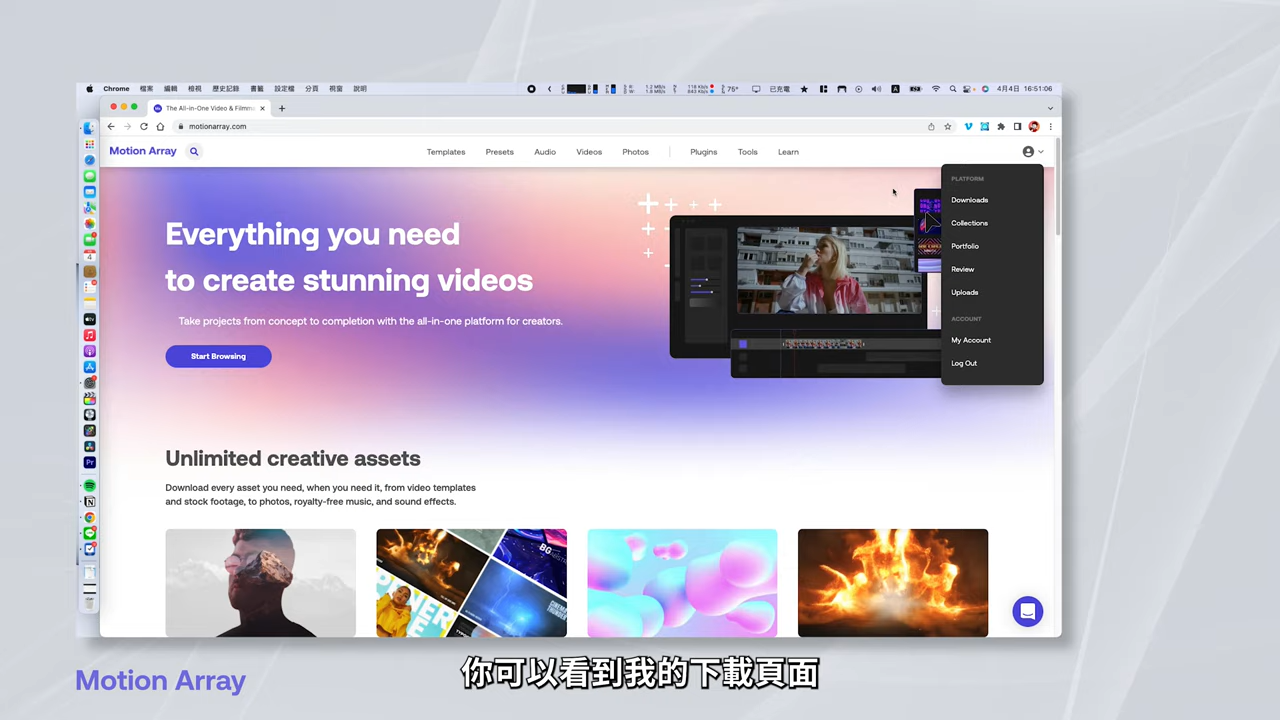 Chrome 檔案 編輯 檢視 歷史記錄 書籤 設定檔 分頁 視窗 說明
76° 已充電 4月4日 16:51:06
The All-in-One Video & Filmma
motionarray.com
Motion Array Templates Presets Audio Videos Photos Plugins Tools Learn
PLATFORM
Downloads
Collections
Portfolio
Review
Uploads
ACCOUNT
My Account
Log Out
Everything you need
to create stunning videos
Take projects from concept to completion with the all-in-one platform for creators.
Start Browsing
Unlimited creative assets
Download every asset you need, when you need it, from video templates
and stock footage, to photos, royalty-free music, and sound effects.
你可以看到我的下載頁面
Motion Array